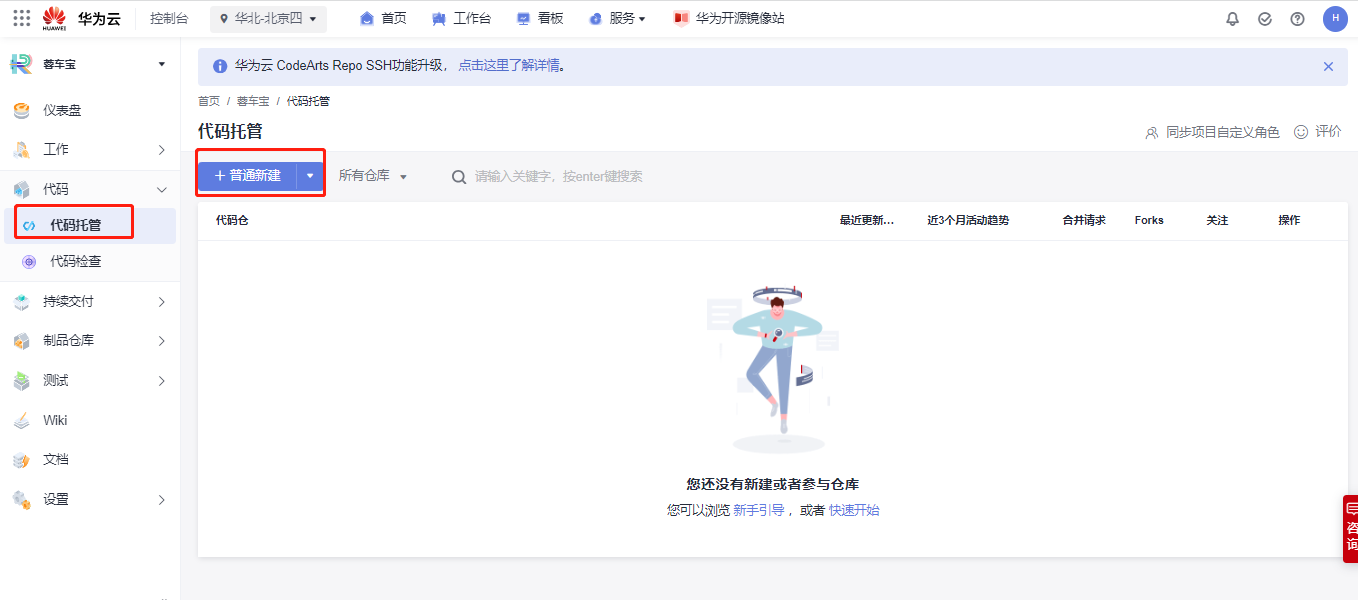 HUAWEI 华为云 控制台 华北-北京四 首页 工作台 看板 服务 华为开源镜像站 H
蓉车宝
仪表盘
工作
代码
代码托管
代码检查
持续交付
制品仓库
测试
Wiki
文档
设置
华为云 CodeArts Repo SSH功能升级， 点击这里了解详情。
首页 / 蓉车宝 / 代码托管
代码托管
同步项目自定义角色 评价
普通新建 所有仓库 请输入关键字，按enter键搜索
代码仓 最近更新... 近3个月活动趋势 合并请求 Forks 关注 操作
您还没有新建或者参与仓库
您可以浏览 新手引导 ，或者 快速开始
咨
询